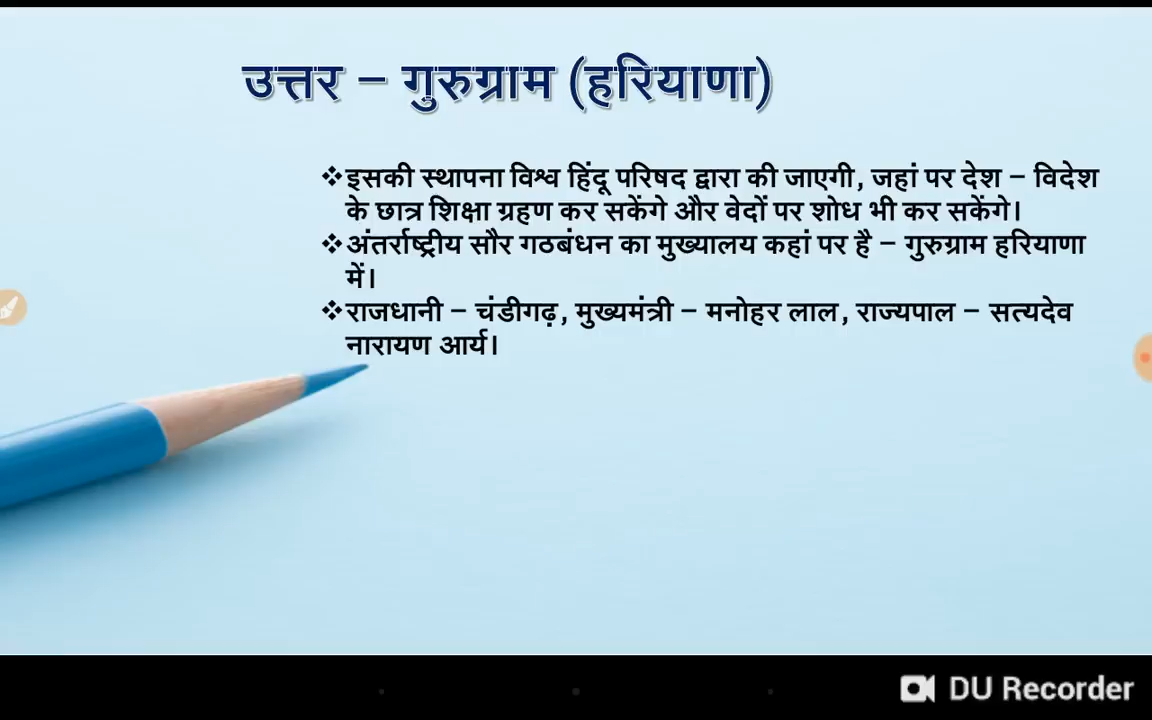 उत्तर – गुरुग्राम (हरियाणा)
❖इसकी स्थापना विश्व हिंदू परिषद द्वारा की जाएगी, जहां पर देश – विदेश
के छात्र शिक्षा ग्रहण कर सकेंगे और वेदों पर शोध भी कर सकेंगे।
❖अंतर्राष्ट्रीय सौर गठबंधन का मुख्यालय कहां पर है – गुरुग्राम हरियाणा
में।
❖राजधानी – चंडीगढ़, मुख्यमंत्री – मनोहर लाल, राज्यपाल – सत्यदेव
नारायण आर्य।
DU Recorder